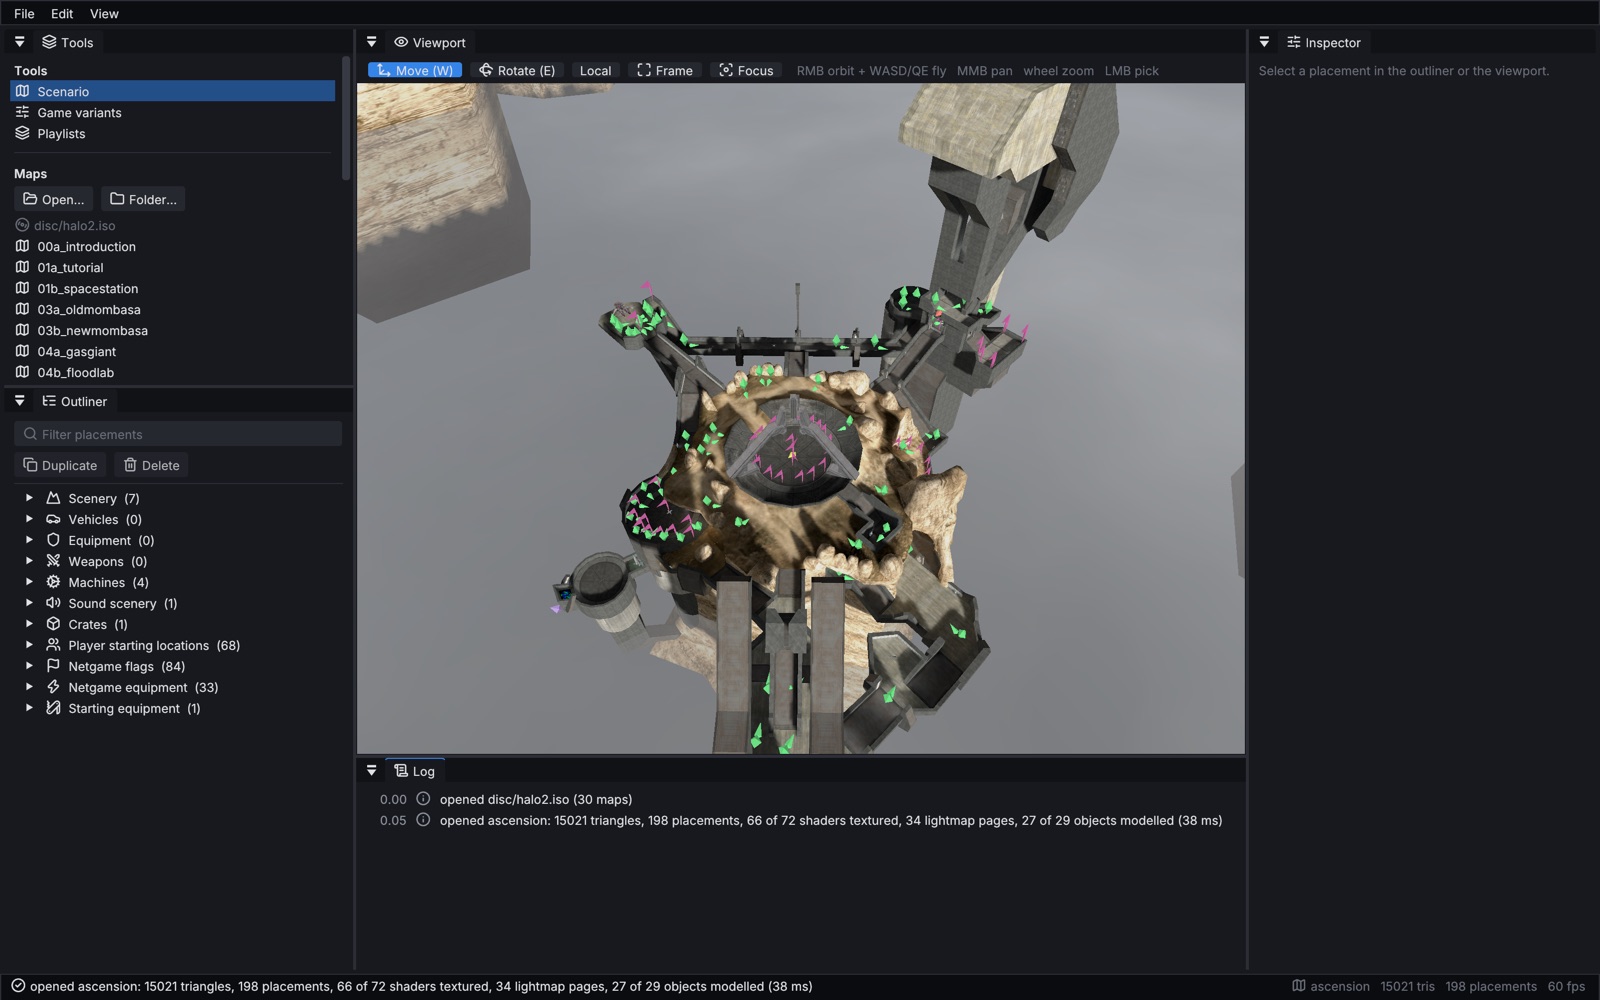 File Edit View
Tools
Viewport
Inspector
Tools
Scenario
Game variants
Playlists
Maps
Open... Folder...
disc/halo2.iso
00a_introduction
01a_tutorial
01b_spacestation
03a_oldmombasa
03b_newmombasa
04a_gasgiant
04b_floodlab
Outliner
Filter placements
Duplicate Delete
Scenery (7)
Vehicles (0)
Equipment (0)
Weapons (0)
Machines (4)
Sound scenery (1)
Crates (1)
Player starting locations (68)
Netgame flags (84)
Netgame equipment (33)
Starting equipment (1)
Move (W) Rotate (E) Local Frame Focus RMB orbit + WASD/QE fly MMB pan wheel zoom LMB pick
Log
0.00 opened disc/halo2.iso (30 maps)
0.05 opened ascension: 15021 triangles, 198 placements, 66 of 72 shaders textured, 34 lightmap pages, 27 of 29 objects modelled (38 ms)
Select a placement in the outliner or the viewport.
opened ascension: 15021 triangles, 198 placements, 66 of 72 shaders textured, 34 lightmap pages, 27 of 29 objects modelled (38 ms)
ascension 15021 tris 198 placements 60 fps